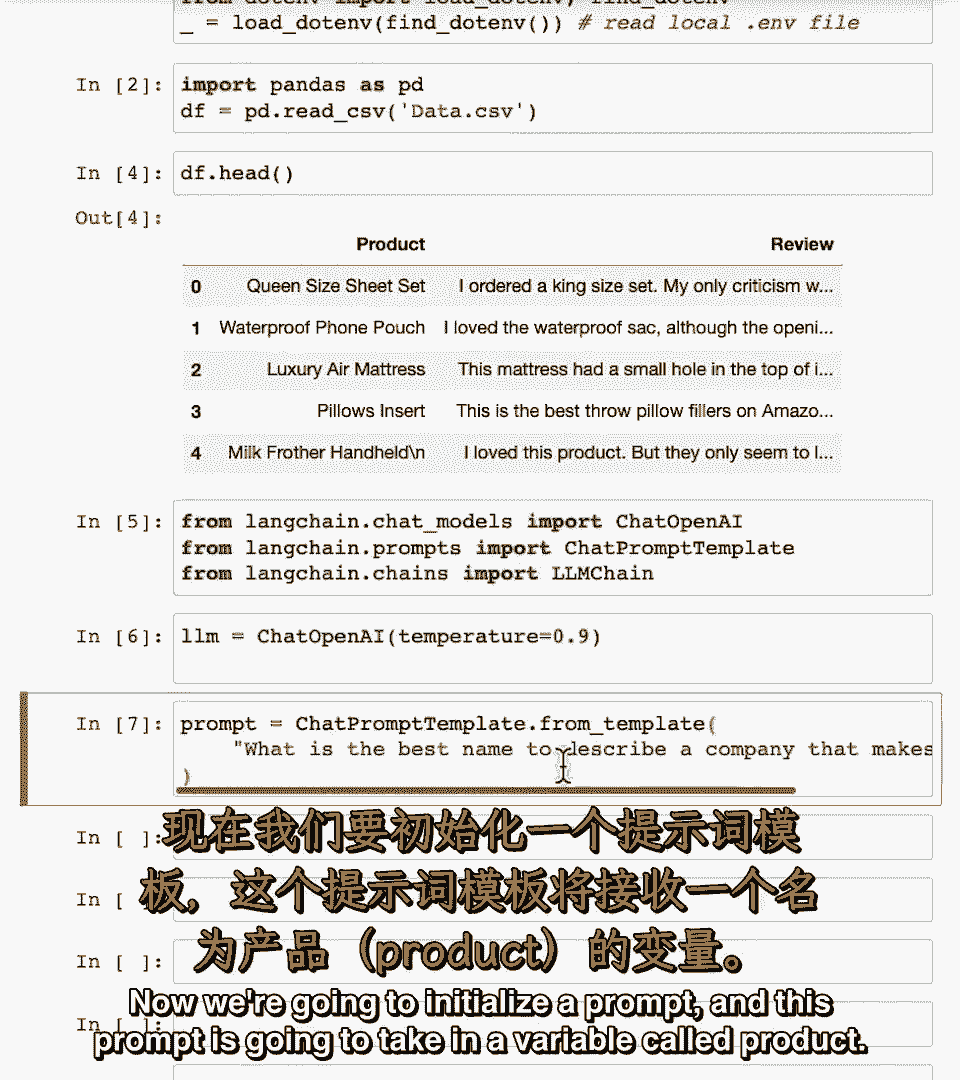 from dotenv import load_dotenv, find_dotenv
_ = load_dotenv(find_dotenv()) # read local .env file
In [2]: import pandas as pd
df = pd.read_csv('Data.csv')
In [4]: df.head()
Out[4]:
Product Review
0 Queen Size Sheet Set I ordered a king size set. My only criticism w...
1 Waterproof Phone Pouch I loved the waterproof sac, although the openi...
2 Luxury Air Mattress This mattress had a small hole in the top of i...
3 Pillows Insert This is the best throw pillow fillers on Amazo...
4 Milk Frother Handheld\n I loved this product. But they only seem to l...
In [5]: from langchain.chat_models import ChatOpenAI
from langchain.prompts import ChatPromptTemplate
from langchain.chains import LLMChain
In [6]: llm = ChatOpenAI(temperature=0.9)
In [7]: prompt = ChatPromptTemplate.from_template(
"What is the best name to describe a company that makes
)
In [ ]:
现在我们要初始化一个提示词模
In [
板，这个提示词模板将接收一个名
In [ ]:
为产品（product）的变量。
In [ ]:
Now we're going to initialize a prompt, and this
prompt is going to take in a variable called product.